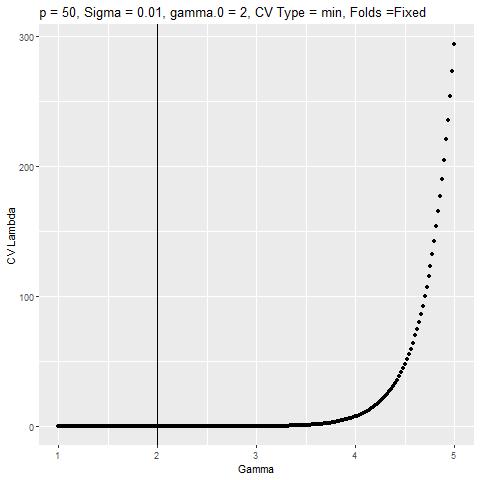 p = 50, Sigma = 0.01, gamma.0 = 2, CV Type = min, Folds =Fixed
300
200
100
0
CV Lambda
1 2 3 4 5
Gamma